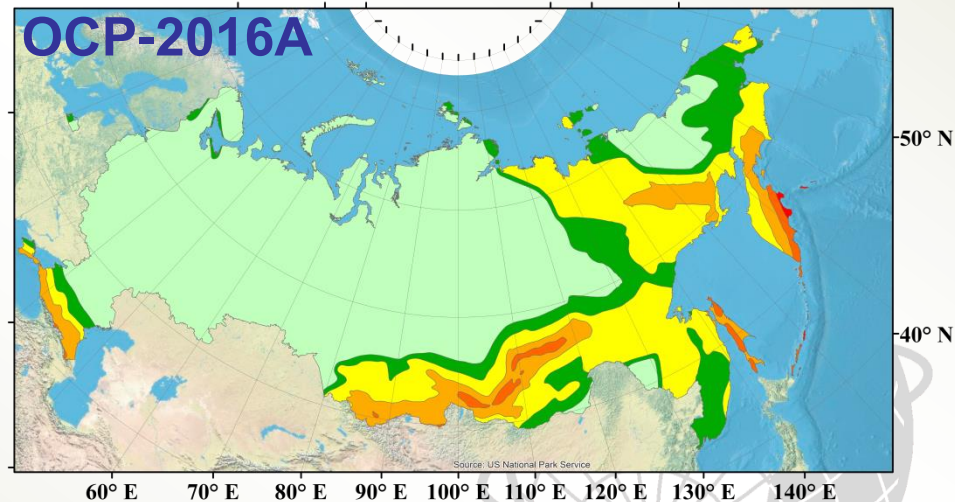 OCP-2016A
50° N
40° N
Source: US National Park Service
60° E 70° E 80° E 90° E 100° E 110° E 120° E 130° E 140° E